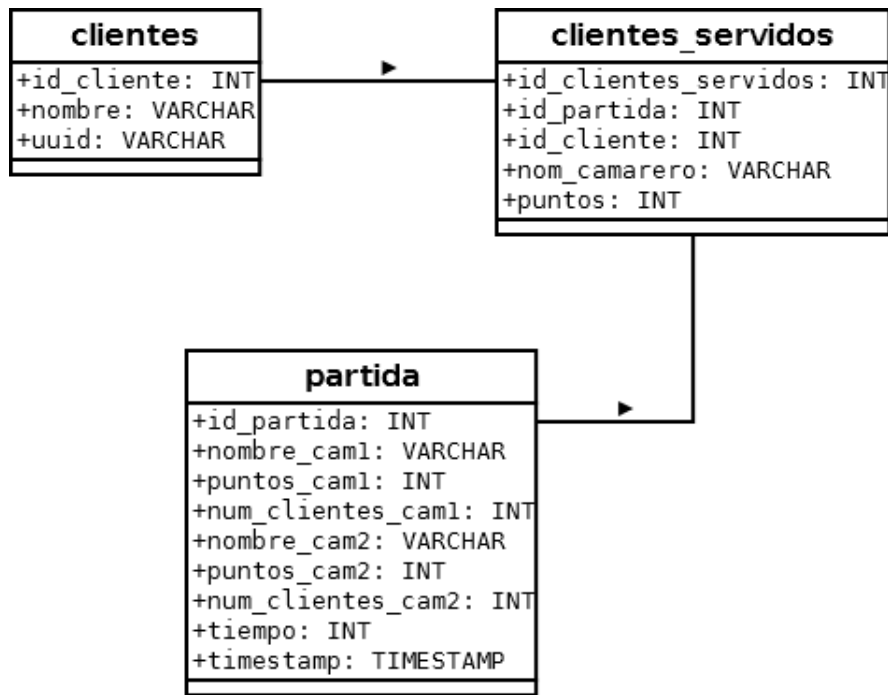 clientes
+id_cliente: INT
+nombre: VARCHAR
+uuid: VARCHAR
clientes_servidos
+id_clientes_servidos: INT
+id_partida: INT
+id_cliente: INT
+nom_camarero: VARCHAR
+puntos: INT
partida
+id_partida: INT
+nombre_cam1: VARCHAR
+puntos_cam1: INT
+num_clientes_cam1: INT
+nombre_cam2: VARCHAR
+puntos_cam2: INT
+num_clientes_cam2: INT
+tiempo: INT
+timestamp: TIMESTAMP